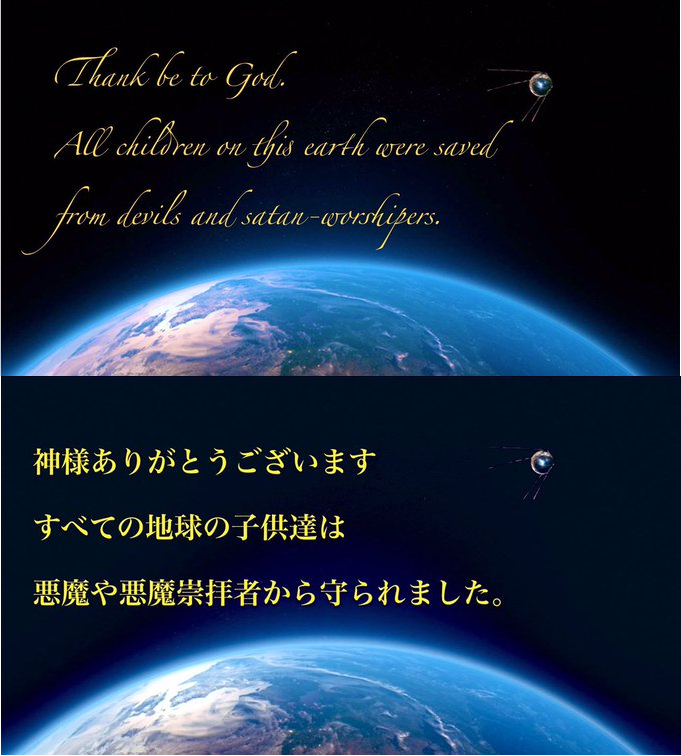 Thank be to God.
All children on this earth were saved
from devils and satan-worshipers.
神様ありがとうございます
すべての地球の子供達は
悪魔や悪魔崇拝者から守られました。